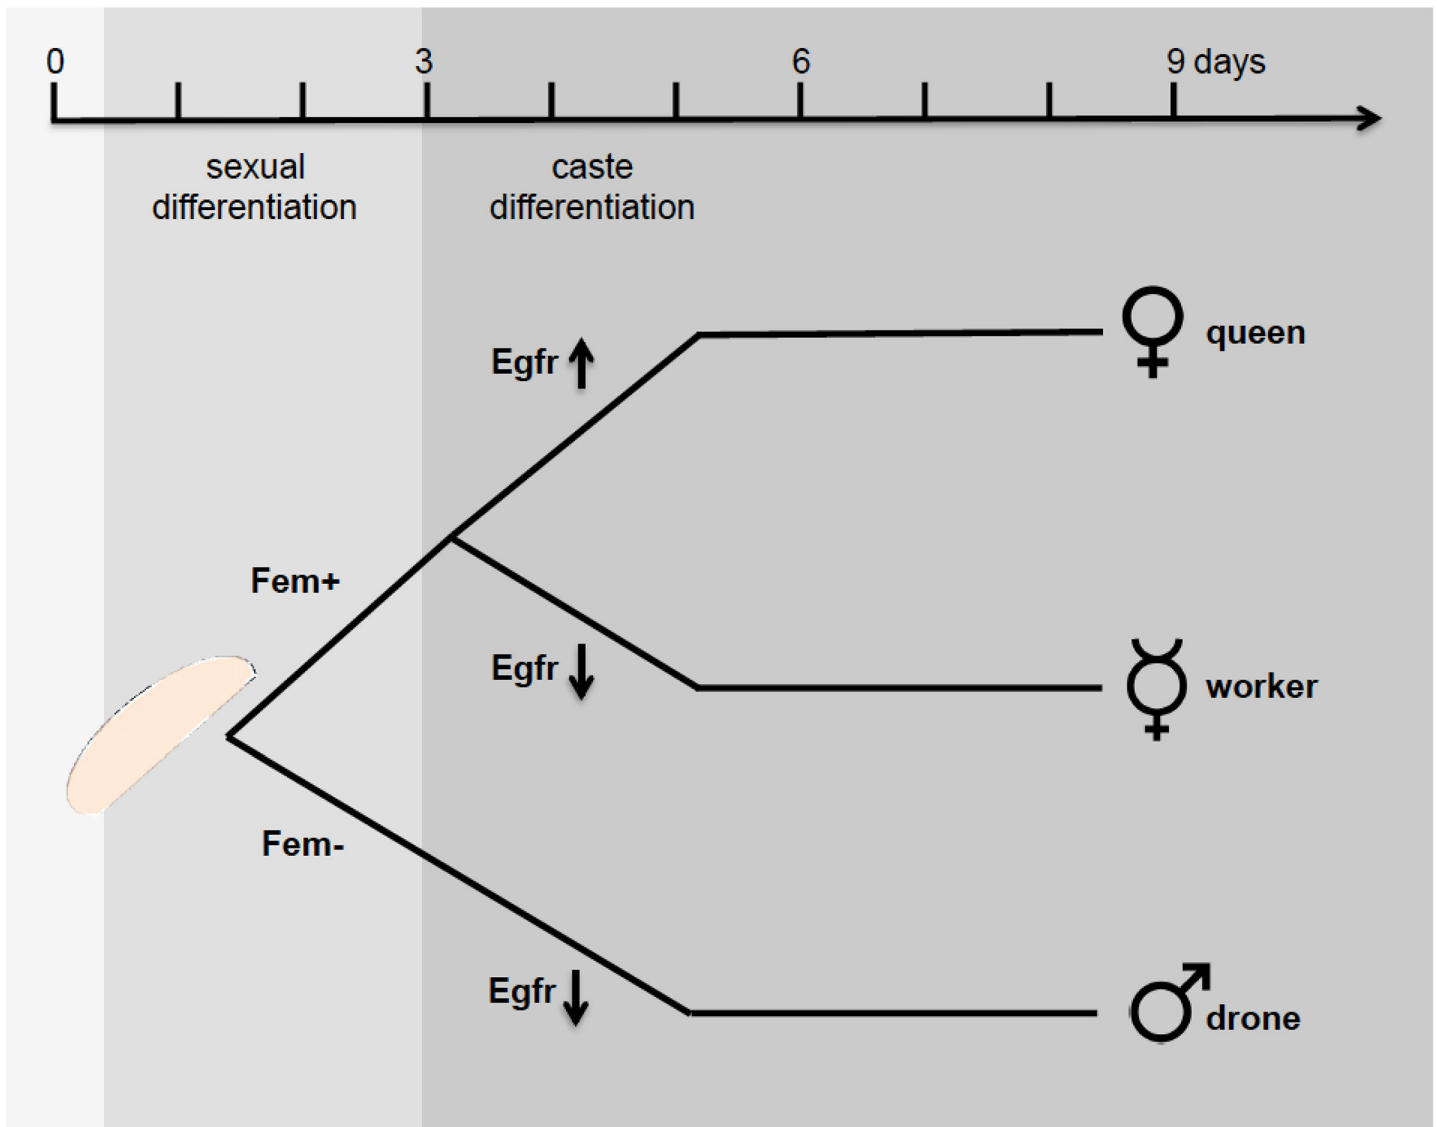 0 3 6 9 days
sexual
differentiation
caste
differentiation
Egfr
queen
Fem+
Egfr
worker
Fem-
Egfr
drone